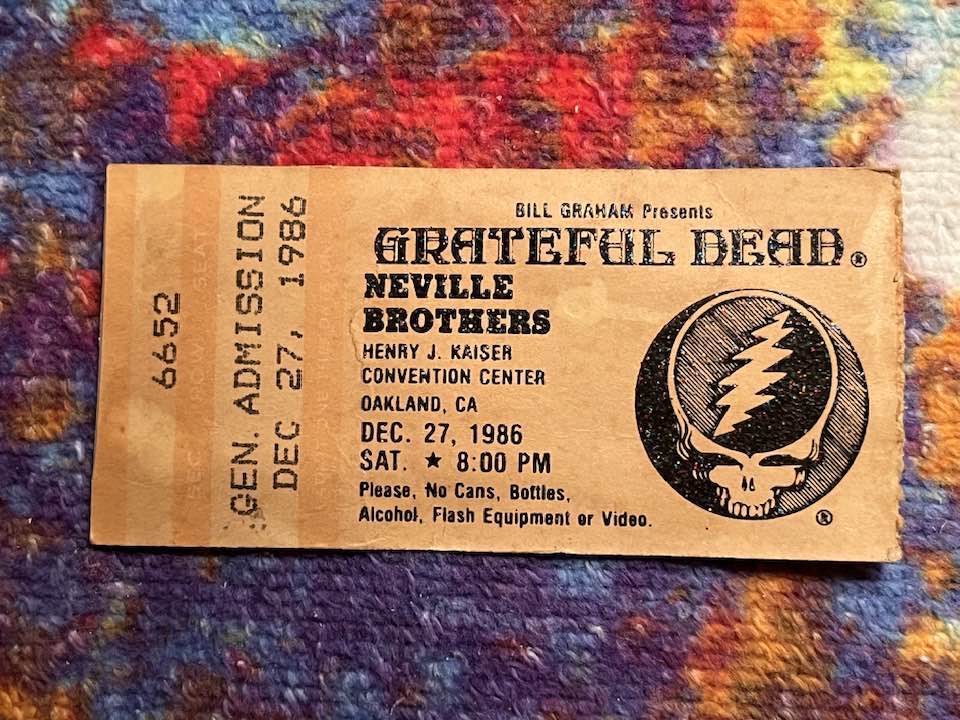 6652
GEN. ADMISSION
DEC 27, 1986
BILL GRAHAM Presents
GRATEFUL DEAD®
NEVILLE
BROTHERS
HENRY J. KAISER
CONVENTION CENTER
OAKLAND, CA
DEC. 27, 1986
SAT. ★ 8:00 PM
Please, No Cans, Bottles,
Alcohol, Flash Equipment or Video.
®